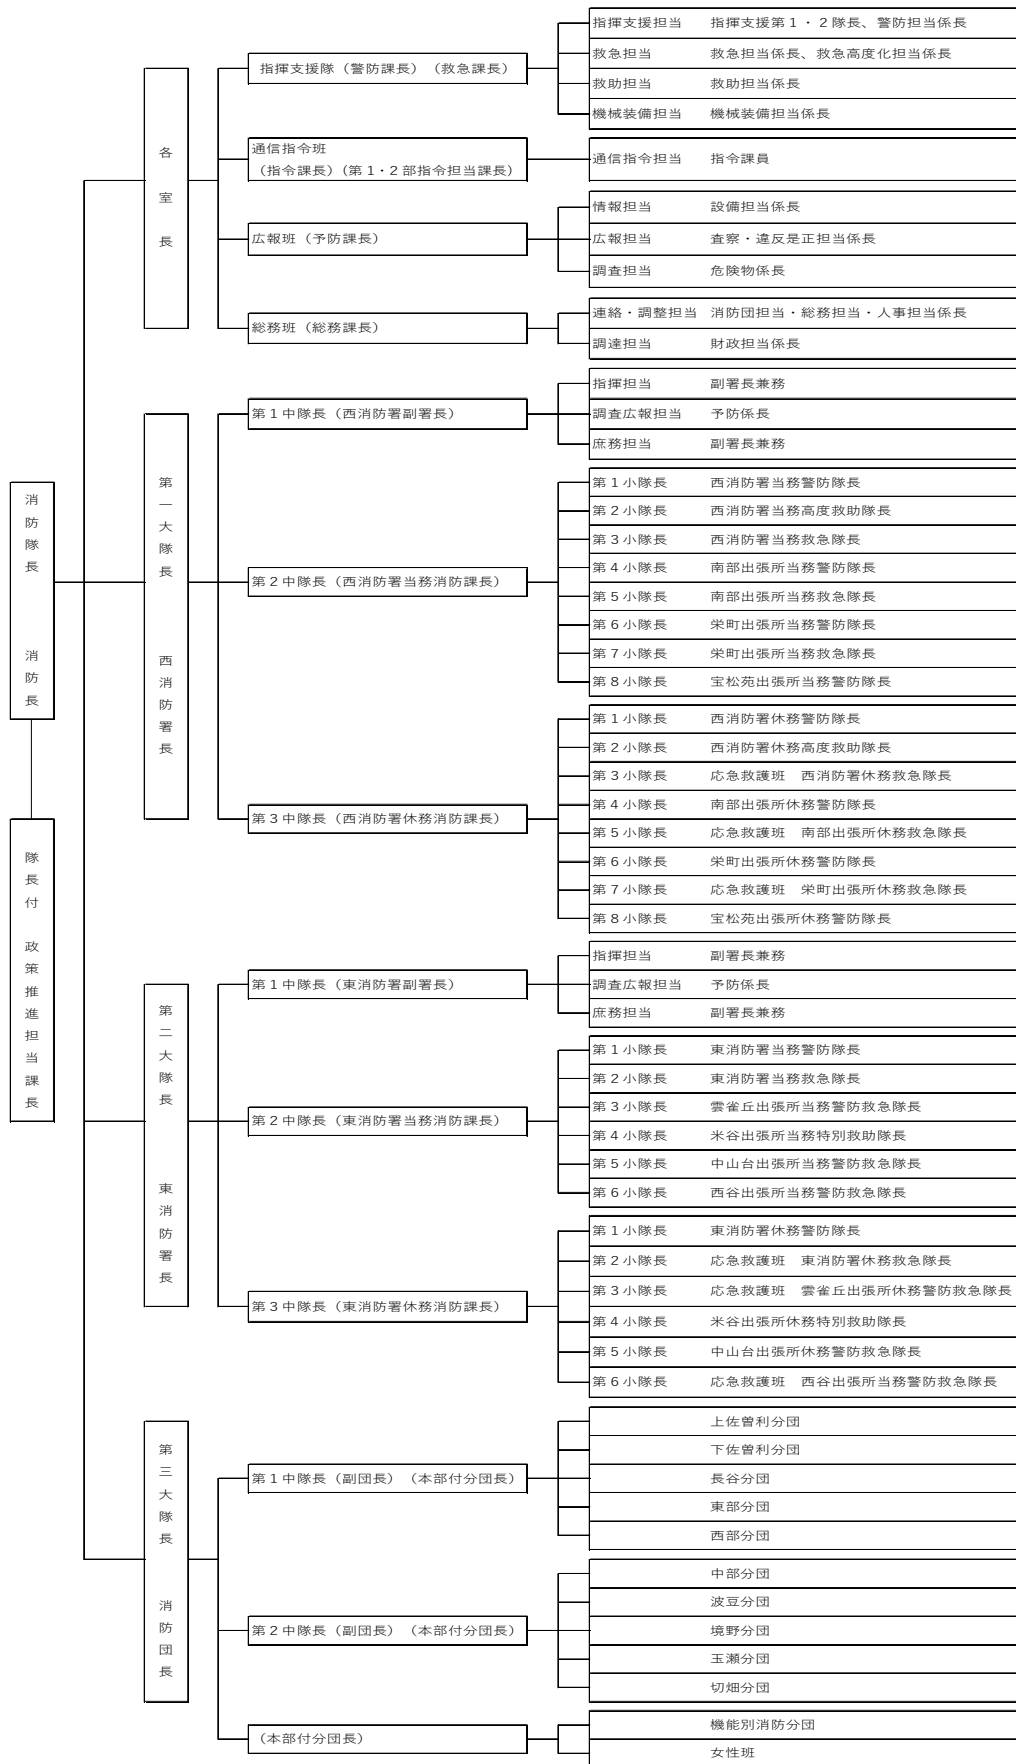 消防隊長　消防長
隊長付　政策推進担当課長
各室長
指揮支援隊（警防課長）（救急課長）
指揮支援担当　指揮支援第１・２隊長、警防担当係長
救急担当　救急担当係長、救急高度化担当係長
救助担当　救助担当係長
機械装備担当　機械装備担当係長
通信指令班
（指令課長）（第１・２部指令担当課長）
通信指令担当　指令課員
広報班（予防課長）
情報担当　設備担当係長
広報担当　査察・違反是正担当係長
調査担当　危険物係長
総務班（総務課長）
連絡・調整担当　消防団担当・総務担当・人事担当係長
調達担当　財政担当係長
第一大隊長　西消防署長
第１中隊長（西消防署副署長）
指揮担当　副署長兼務
調査広報担当　予防係長
庶務担当　副署長兼務
第２中隊長（西消防署当務消防課長）
第１小隊長　西消防署当務警防隊長
第２小隊長　西消防署当務高度救助隊長
第３小隊長　西消防署当務救急隊長
第４小隊長　南部出張所当務警防隊長
第５小隊長　南部出張所当務救急隊長
第６小隊長　栄町出張所当務警防隊長
第７小隊長　栄町出張所当務救急隊長
第８小隊長　宝松苑出張所当務警防隊長
第３中隊長（西消防署休務消防課長）
第１小隊長　西消防署休務警防隊長
第２小隊長　西消防署休務高度救助隊長
第３小隊長　応急救護班　西消防署休務救急隊長
第４小隊長　南部出張所休務警防隊長
第５小隊長　応急救護班　南部出張所休務救急隊長
第６小隊長　栄町出張所休務警防隊長
第７小隊長　応急救護班　栄町出張所休務救急隊長
第８小隊長　宝松苑出張所休務警防隊長
第二大隊長　東消防署長
第１中隊長（東消防署副署長）
指揮担当　副署長兼務
調査広報担当　予防係長
庶務担当　副署長兼務
第２中隊長（東消防署当務消防課長）
第１小隊長　東消防署当務警防隊長
第２小隊長　東消防署当務救急隊長
第３小隊長　雲雀丘出張所当務警防救急隊長
第４小隊長　米谷出張所当務特別救助隊長
第５小隊長　中山台出張所当務警防救急隊長
第６小隊長　西谷出張所当務警防救急隊長
第３中隊長（東消防署休務消防課長）
第１小隊長　東消防署休務警防隊長
第２小隊長　応急救護班　東消防署休務救急隊長
第３小隊長　応急救護班　雲雀丘出張所休務警防救急隊長
第４小隊長　米谷出張所休務特別救助隊長
第５小隊長　中山台出張所休務警防救急隊長
第６小隊長　応急救護班　西谷出張所当務警防救急隊長
第三大隊長　消防団長
第１中隊長（副団長）（本部付分団長）
上佐曽利分団
下佐曽利分団
長谷分団
東部分団
西部分団
第２中隊長（副団長）（本部付分団長）
中部分団
波豆分団
境野分団
玉瀬分団
切畑分団
（本部付分団長）
機能別消防分団
女性班